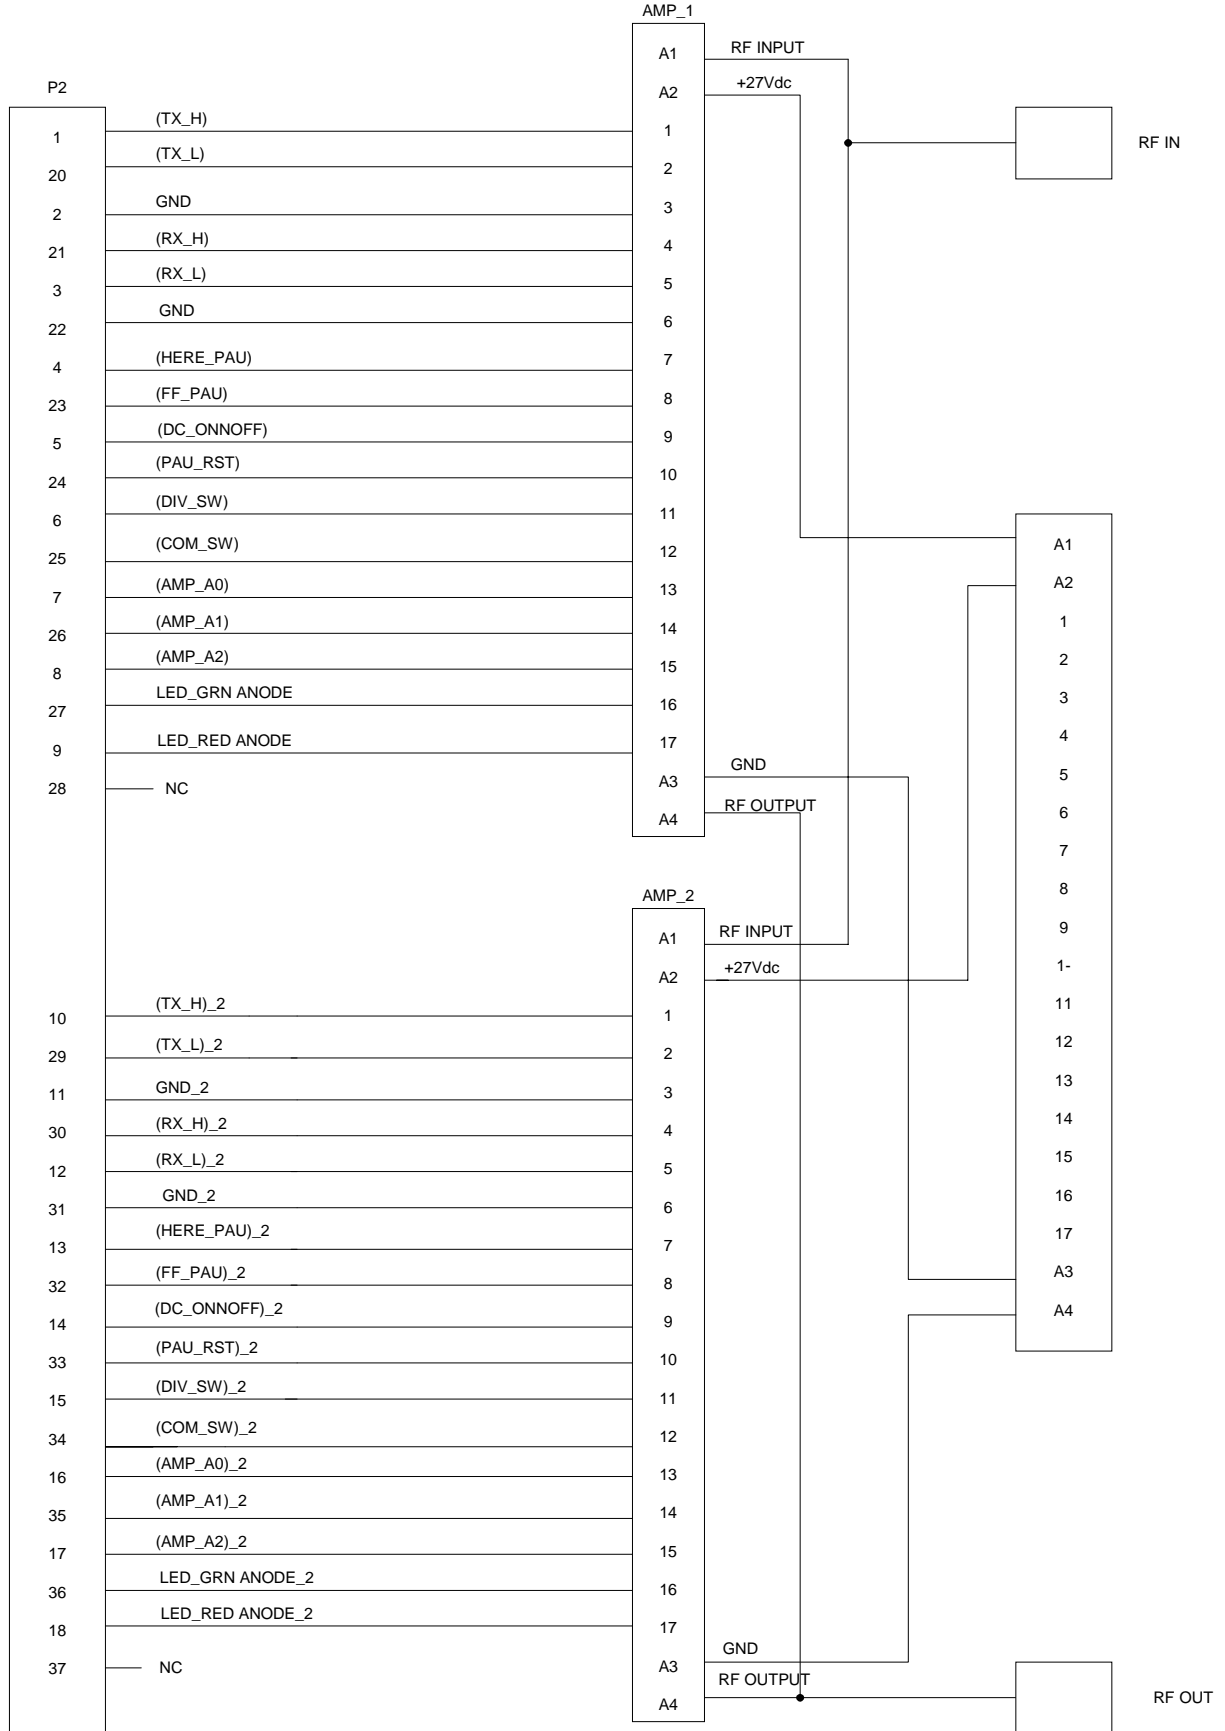 AMP_1
A1 RF INPUT
P2
A2 +27Vdc
1 (TX_H) 1
RF IN
20 (TX_L) 2
2 GND 3
21 (RX_H) 4
3 (RX_L) 5
22 GND 6
4 (HERE_PAU) 7
23 (FF_PAU) 8
5 (DC_ONNOFF) 9
24 (PAU_RST) 10
6 (DIV_SW) 11
25 (COM_SW) 12
7 (AMP_A0) 13
26 (AMP_A1) 14
8 (AMP_A2) 15
27 LED_GRN ANODE 16
9 LED_RED ANODE 17
28 NC
A3 GND
A4 RF OUTPUT
A1
A2
1
2
3
4
5
6
7
8
9
1-
11
12
13
14
15
16
17
A3
A4
AMP_2
A1 RF INPUT
A2 +27Vdc
10 (TX_H)_2 1
29 (TX_L)_2 2
11 GND_2 3
30 (RX_H)_2 4
12 (RX_L)_2 5
31 GND_2 6
13 (HERE_PAU)_2 7
32 (FF_PAU)_2 8
14 (DC_ONNOFF)_2 9
33 (PAU_RST)_2 10
15 (DIV_SW)_2 11
34 (COM_SW)_2 12
16 (AMP_A0)_2 13
35 (AMP_A1)_2 14
17 (AMP_A2)_2 15
36 LED_GRN ANODE_2 16
18 LED_RED ANODE_2 17
37 NC
A3 GND
A4 RF OUTPUT
RF OUT